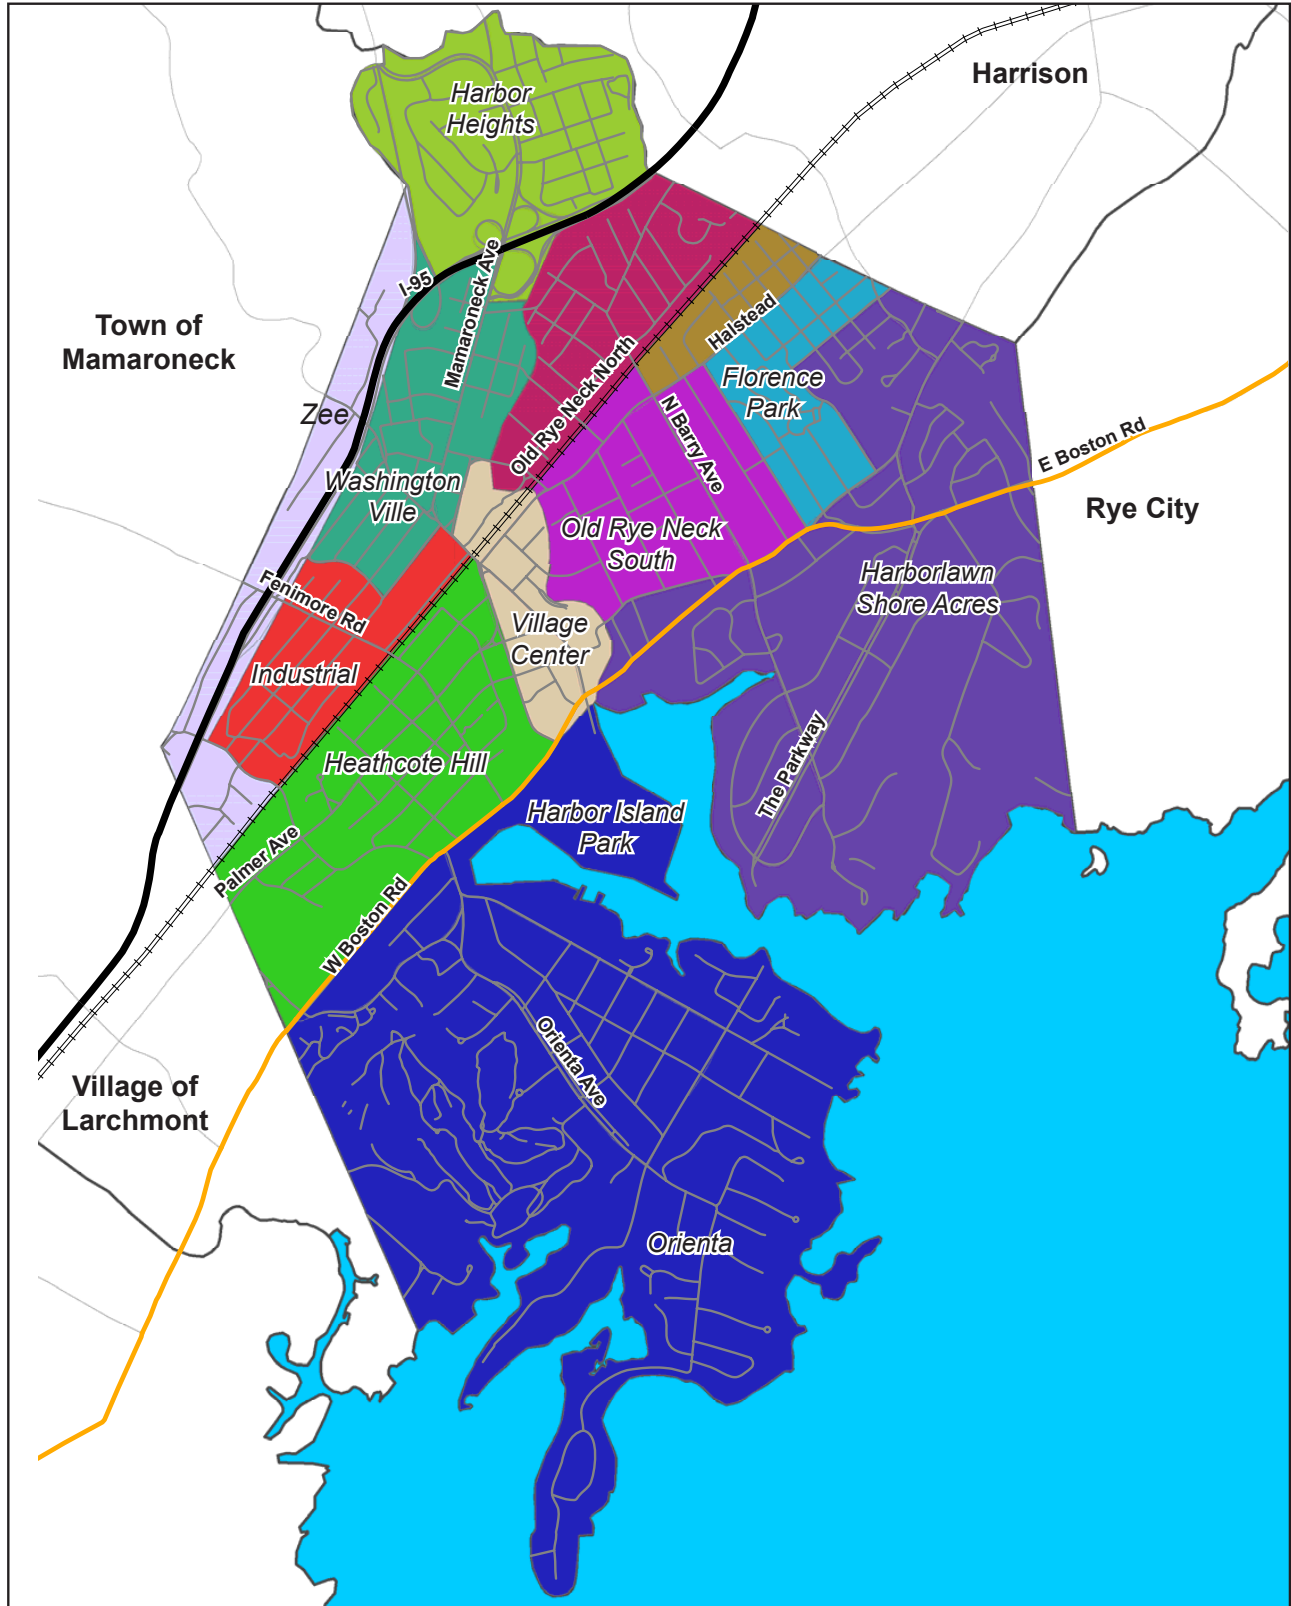 Harrison
Harbor
Heights
I-95
Mamaroneck Ave
Town of
Mamaroneck
Halstead
Old Rye Neck North
Florence
Park
Zee
N Barry Ave
E Boston Rd
Washington
Ville
Rye City
Old Rye Neck
South
Fenimore Rd
Harborlawn
Shore Acres
Village
Center
Industrial
Heathcote Hill
The Parkway
Harbor Island
Park
Palmer Ave
W Boston Rd
Orienta Ave
Village of
Larchmont
Orienta